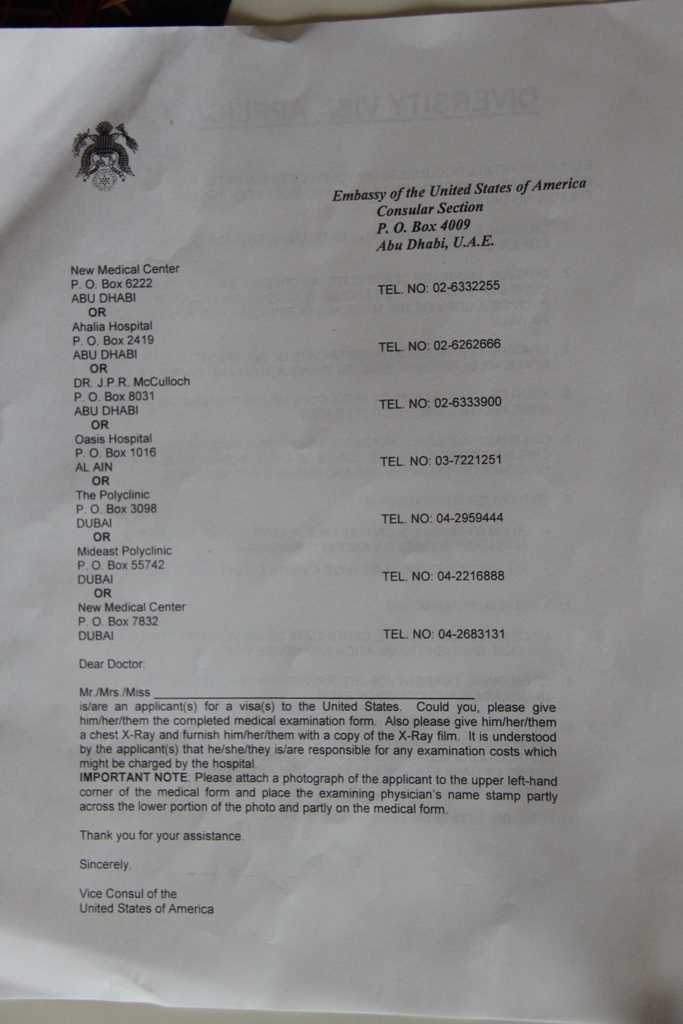 Embassy of the United States of America
Consular Section
P. O. Box 4009
Abu Dhabi, U.A.E.
New Medical Center
P. O. Box 6222 TEL. NO: 02-6332255
ABU DHABI
OR
Ahalia Hospital
P. O. Box 2419 TEL. NO: 02-6262666
ABU DHABI
OR
DR. J.P.R. McCulloch
P. O. Box 8031 TEL. NO: 02-6333900
ABU DHABI
OR
Oasis Hospital
P. O. Box 1016 TEL. NO: 03-7221251
AL AIN
OR
The Polyclinic
P. O. Box 3098 TEL. NO: 04-2959444
DUBAI
OR
Mideast Polyclinic
P. O. Box 55742 TEL. NO: 04-2216888
DUBAI
OR
New Medical Center
P. O. Box 7832
DUBAI TEL. NO: 04-2683131
Dear Doctor:
Mr./Mrs./Miss
is/are an applicant(s) for a visa(s) to the United States. Could you, please give
him/her/them the completed medical examination form. Also please give him/her/them
a chest X-Ray and furnish him/her/them with a copy of the X-Ray film. It is understood
by the applicant(s) that he/she/they is/are responsible for any examination costs which
might be charged by the hospital.
IMPORTANT NOTE: Please attach a photograph of the applicant to the upper left-hand
corner of the medical form and place the examining physician's name stamp partly
across the lower portion of the photo and partly on the medical form.
Thank you for your assistance.
Sincerely,
Vice Consul of the
United States of America